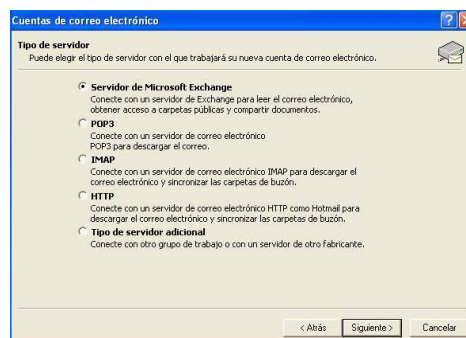 Cuentas de correo electrónico
Tipo de servidor
Puede elegir el tipo de servidor con el que trabajará su nueva cuenta de correo electrónico.
Servidor de Microsoft Exchange
Conecte con un servidor de Exchange para leer el correo electrónico,
obtener acceso a carpetas públicas y compartir documentos.
POP3
Conecte con un servidor de correo electrónico
POP3 para descargar el correo.
IMAP
Conecte con un servidor de correo electrónico IMAP para descargar el
correo electrónico y sincronizar las carpetas de buzón.
HTTP
Conecte con un servidor de correo electrónico HTTP como Hotmail para
descargar el correo electrónico y sincronizar las carpetas de buzón.
Tipo de servidor adicional
Conecte con otro grupo de trabajo o con un servidor de otro fabricante.
< Atrás Siguiente > Cancelar